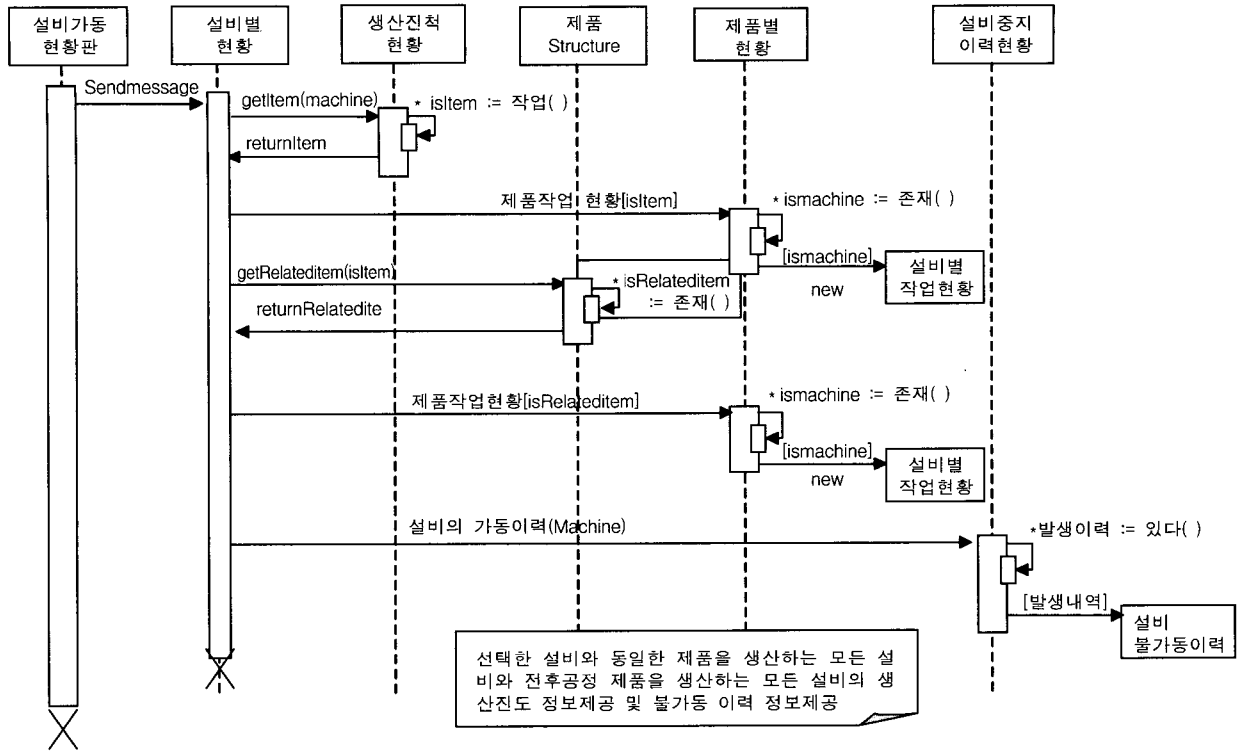 설비가동
현황판
설비별
현황
생산진척
현황
제품
Structure
제품별
현황
설비중지
이력현황
Sendmessage
getItem(machine)
* isItem := 작업( )
returnItem
제품작업 현황[isItem]
* ismachine := 존재( )
[ismachine]
new
설비별
작업현황
getRelateditem(isItem)
* isRelateditem
:= 존재( )
returnRelatedite
제품작업현황[isRelateditem]
* ismachine := 존재( )
[ismachine]
new
설비별
작업현황
설비의 가동이력(Machine)
*발생이력 := 있다( )
[발생내역]
설비
불가동이력
선택한 설비와 동일한 제품을 생산하는 모든 설
비와 전후공정 제품을 생산하는 모든 설비의 생
산진도 정보제공 및 불가동 이력 정보제공